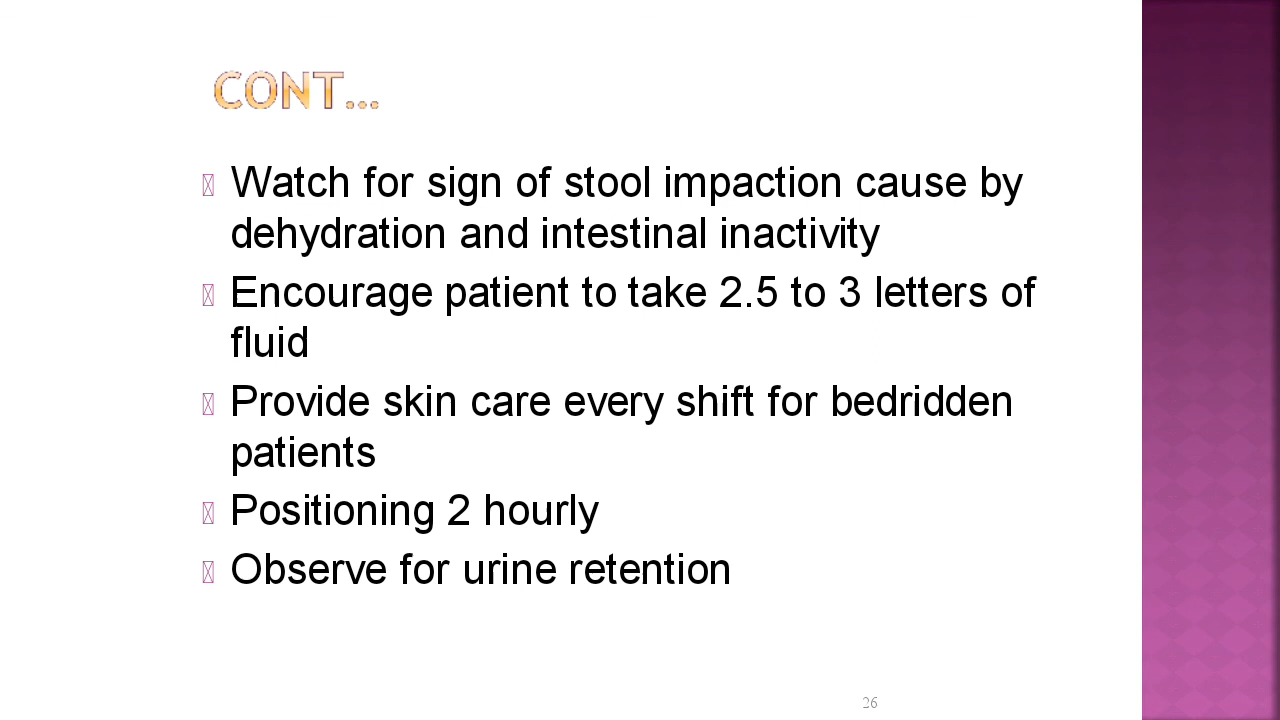 CONT...
Watch for sign of stool impaction cause by
dehydration and intestinal inactivity
Encourage patient to take 2.5 to 3 letters of
fluid
Provide skin care every shift for bedridden
patients
Positioning 2 hourly
Observe for urine retention
26